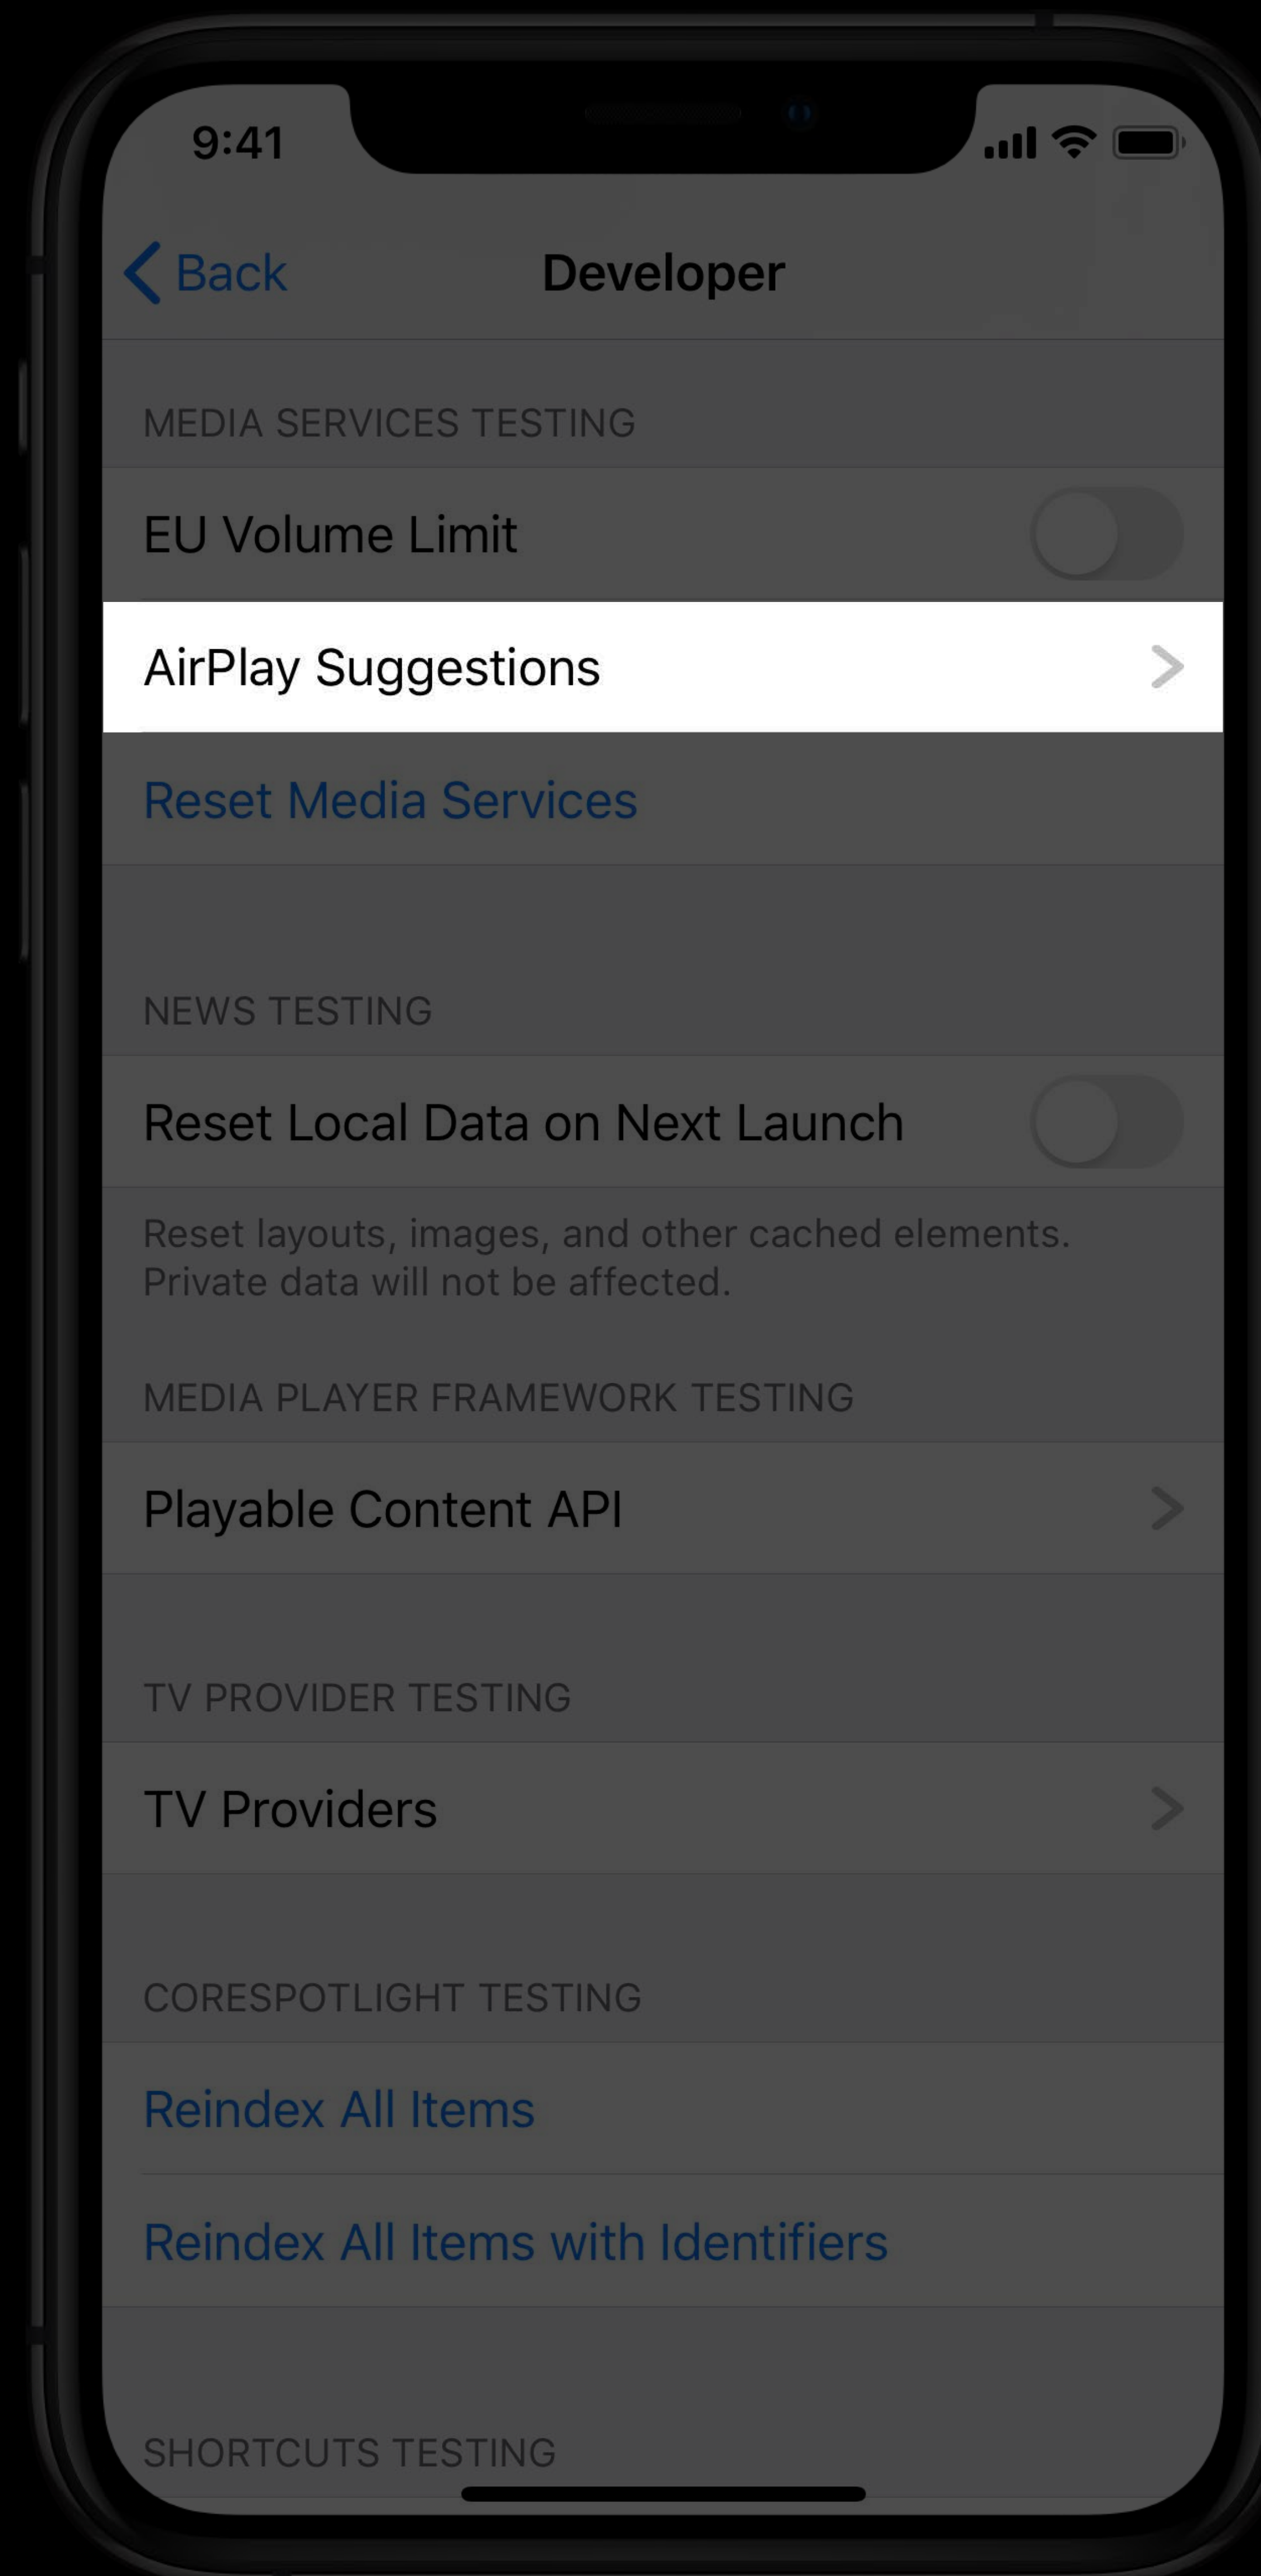 9:41
Back
Developer
MEDIA SERVICES TESTING
EU Volume Limit
AirPlay Suggestions
Reset Media Services
NEWS TESTING
Reset Local Data on Next Launch
Reset layouts, images, and other cached elements.
Private data will not be affected.
MEDIA PLAYER FRAMEWORK TESTING
Playable Content API
TV PROVIDER TESTING
TV Providers
CORESPOTLIGHT TESTING
Reindex All Items
Reindex All Items with Identifiers
SHORTCUTS TESTING